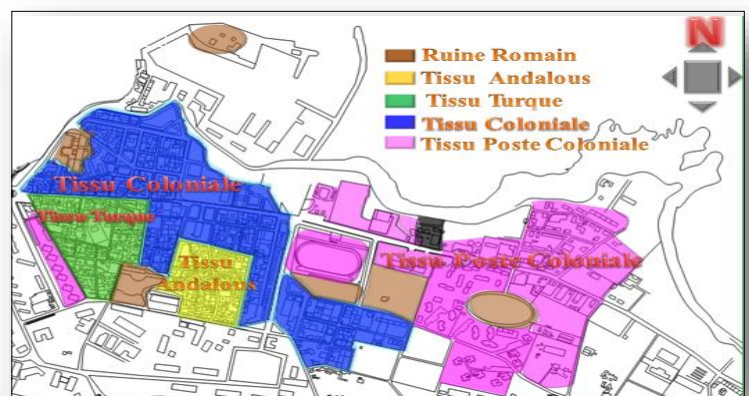 N
Ruine Romain
Tissu Andalous
Tissu Turque
Tissu Coloniale
Tissu Poste Coloniale
Tissu Coloniale
Tissu Turque
Tissu
Andalous
Tissu Poste Coloniale